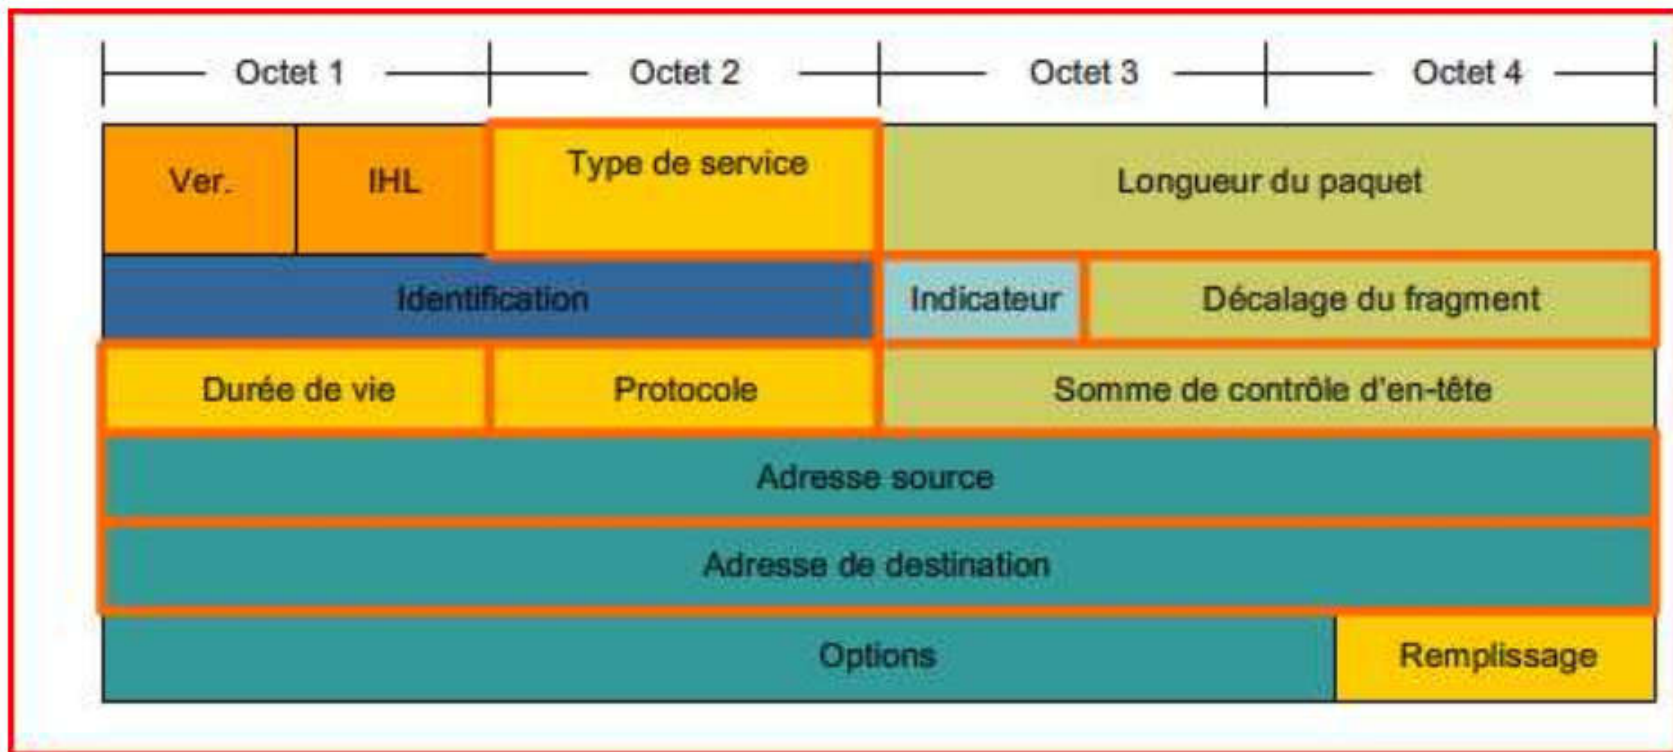 Octet 1 Octet 2 Octet 3 Octet 4
Ver. IHL Type de service Longueur du paquet
Identification Indicateur Décalage du fragment
Durée de vie Protocole Somme de contrôle d'en-tête
Adresse source
Adresse de destination
Options Remplissage